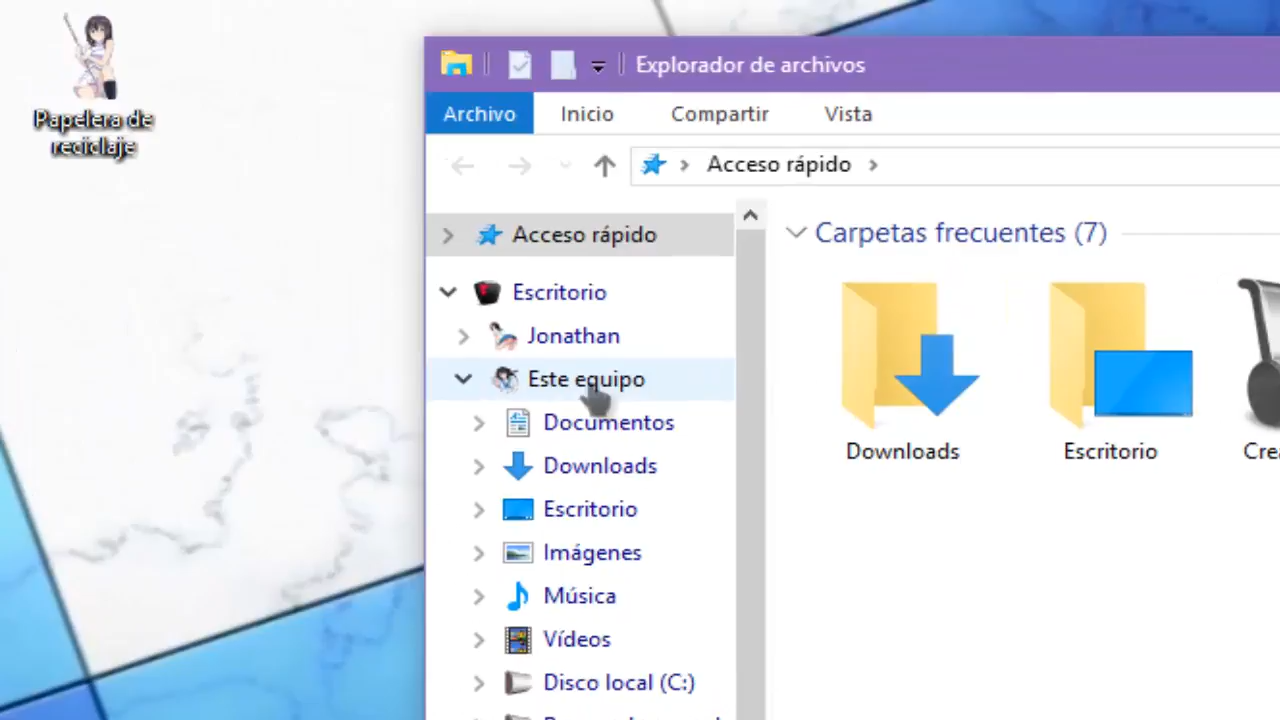 Papelera de
reciclaje
Explorador de archivos
Archivo
Inicio
Compartir
Vista
Acceso rápido
Acceso rápido
Escritorio
Jonathan
Este equipo
Documentos
Downloads
Escritorio
Imágenes
Música
Vídeos
Disco local (C:)
Carpetas frecuentes (7)
Downloads
Escritorio